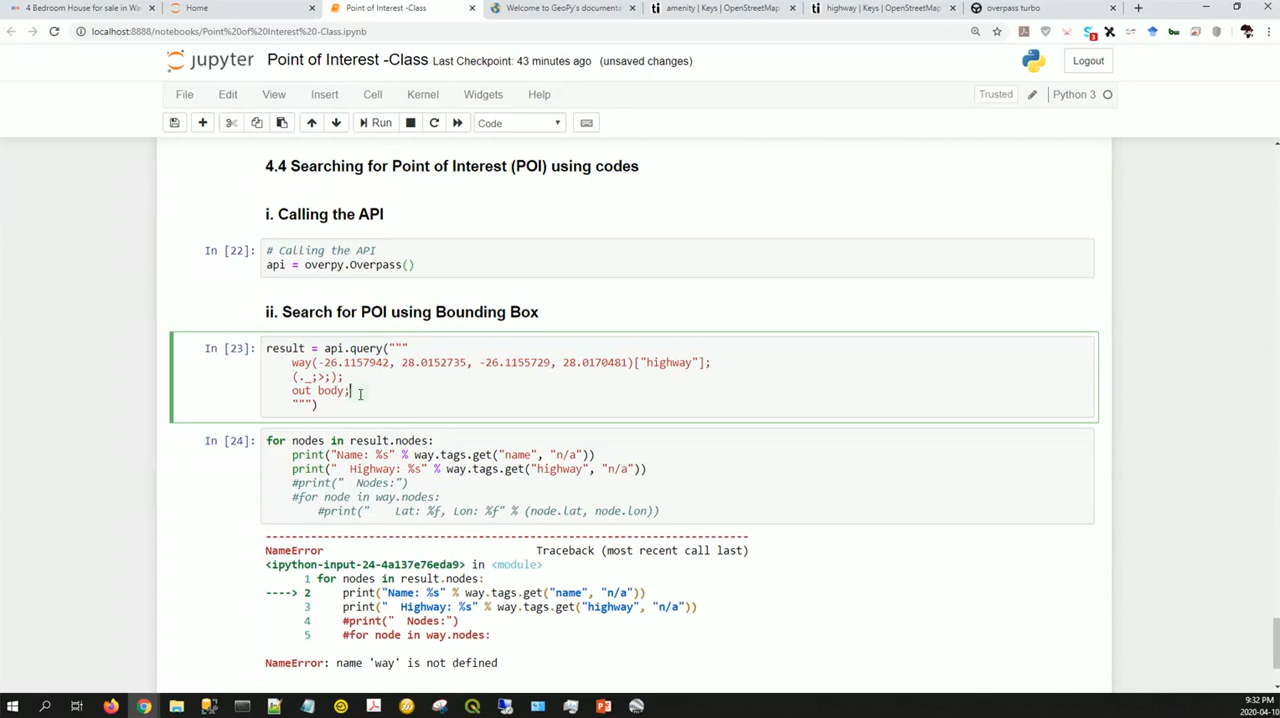 4 Bedroom House for sale in Wa
Home
Point of Interest -Class
Welcome to GeoPy's documenta
amenity | Keys | OpenStreetMap
highway | Keys | OpenStreetMap
overpass turbo
localhost:8888/notebooks/Point%20of%20Interest%20-Class.ipynb
jupyter Point of Interest -Class Last Checkpoint: 43 minutes ago (unsaved changes)
Logout
File Edit View Insert Cell Kernel Widgets Help
Trusted Python 3
Run Code
4.4 Searching for Point of Interest (POI) using codes
i. Calling the API
In [22]: # Calling the API
api = overpy.Overpass()
ii. Search for POI using Bounding Box
In [23]: result = api.query("""
way(-26.1157942, 28.0152735, -26.1155729, 28.0170481)["highway"];
(._;>;);
out body;
""")
In [24]: for nodes in result.nodes:
print("Name: %s" % way.tags.get("name", "n/a"))
print("  Highway: %s" % way.tags.get("highway", "n/a"))
#print("  Nodes:")
#for node in way.nodes:
#print("    Lat: %f, Lon: %f" % (node.lat, node.lon))
---------------------------------------------------------------------------
NameError Traceback (most recent call last)
<ipython-input-24-4a137e76eda9> in <module>
1 for nodes in result.nodes:
----> 2 print("Name: %s" % way.tags.get("name", "n/a"))
3 print("  Highway: %s" % way.tags.get("highway", "n/a"))
4 #print("  Nodes:")
5 #for node in way.nodes:
NameError: name 'way' is not defined
9:32 PM
2020-04-10